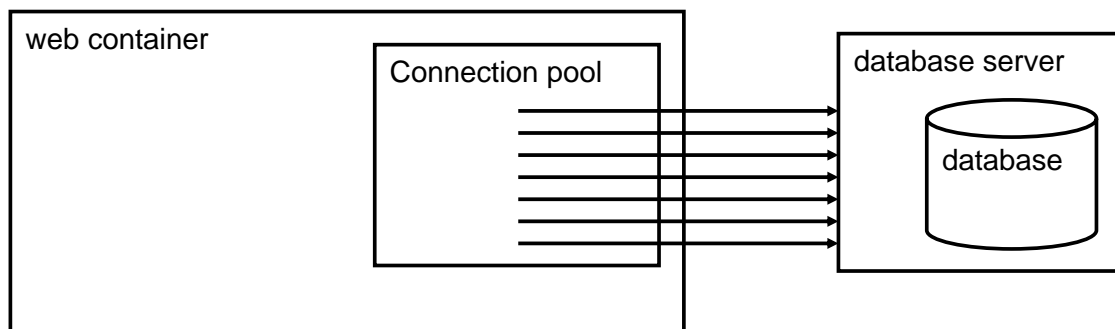 web container
Connection pool
database server
database